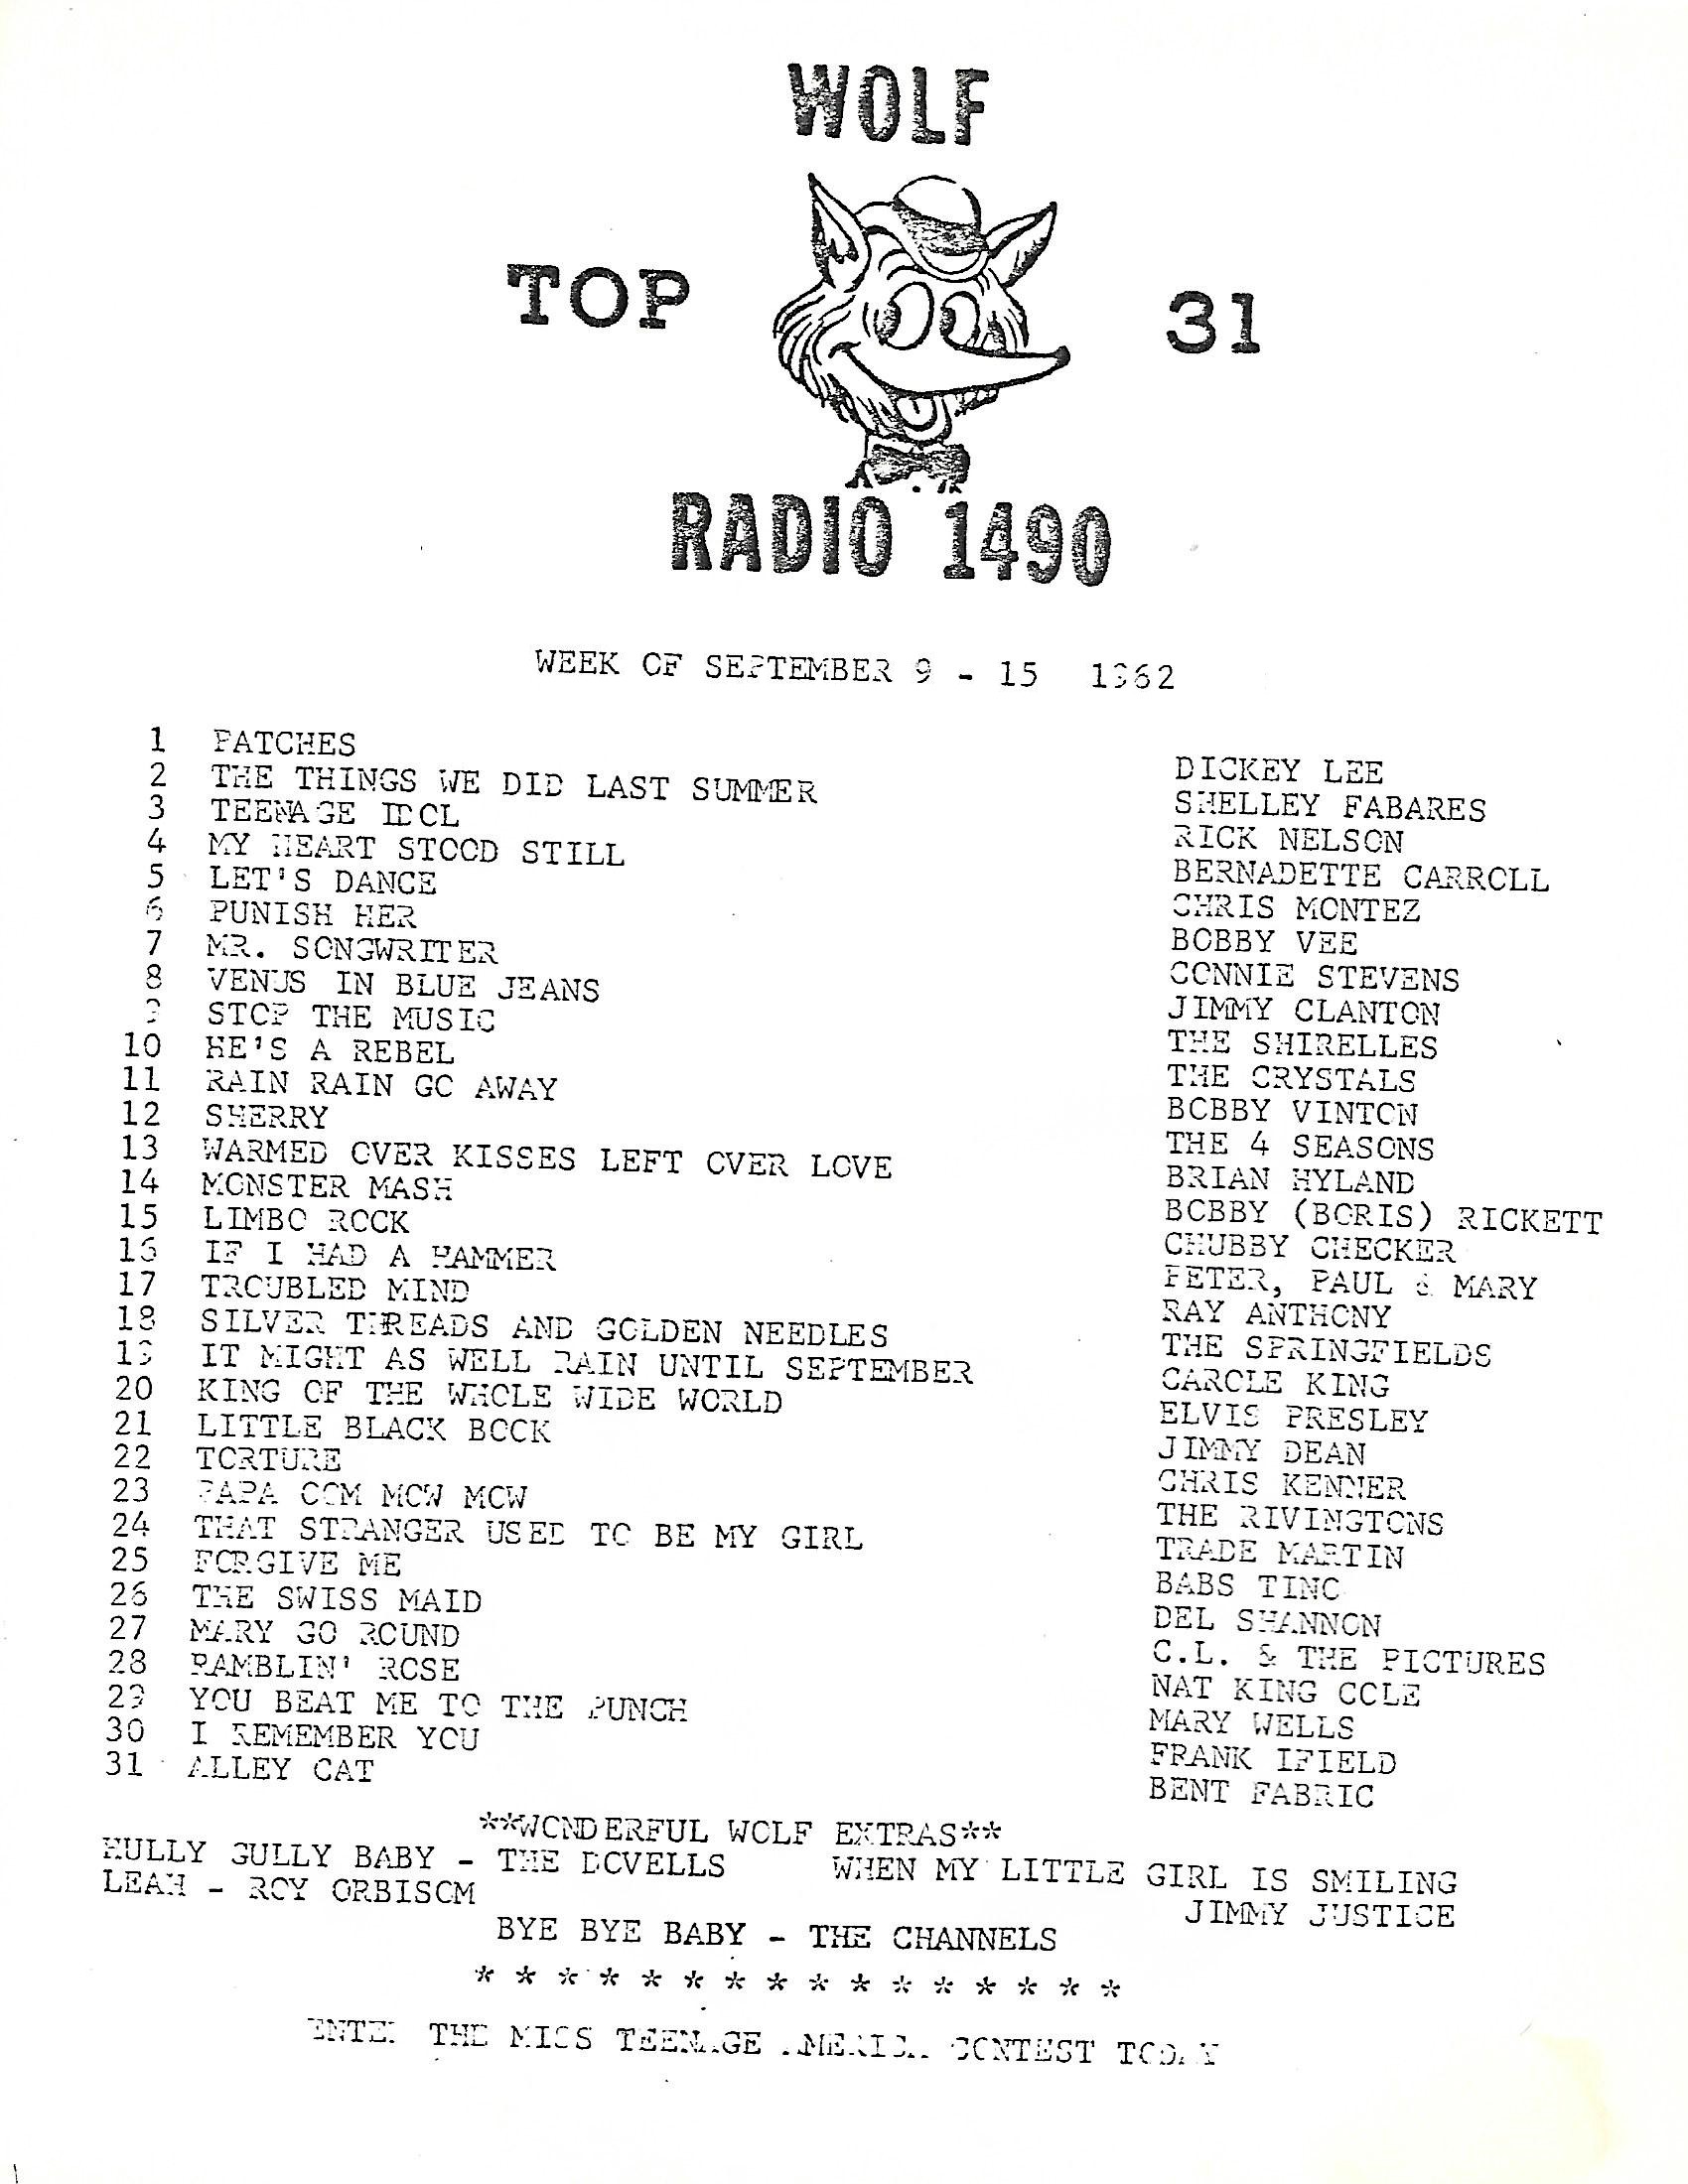 WOLF
TOP 31
RADIO 1490
WEEK OF SEPTEMBER 9 - 15 1962
1 PATCHES DICKEY LEE
2 THE THINGS WE DID LAST SUMMER SHELLEY FABARES
3 TEENAGE IDOL RICK NELSON
4 MY HEART STOOD STILL BERNADETTE CARROLL
5 LET'S DANCE CHRIS MONTEZ
6 PUNISH HER BOBBY VEE
7 MR. SONGWRITER CONNIE STEVENS
8 VENUS IN BLUE JEANS JIMMY CLANTON
9 STOP THE MUSIC THE SHIRELLES
10 HE'S A REBEL THE CRYSTALS
11 RAIN RAIN GO AWAY BOBBY VINTON
12 SHERRY THE 4 SEASONS
13 WARMED OVER KISSES LEFT OVER LOVE BRIAN HYLAND
14 MONSTER MASH BOBBY (BORIS) RICKETT
15 LIMBO ROCK CHUBBY CHECKER
16 IF I HAD A HAMMER PETER, PAUL & MARY
17 TROUBLED MIND RAY ANTHONY
18 SILVER THREADS AND GOLDEN NEEDLES THE SPRINGFIELDS
19 IT MIGHT AS WELL RAIN UNTIL SEPTEMBER CAROLE KING
20 KING OF THE WHOLE WIDE WORLD ELVIS PRESLEY
21 LITTLE BLACK BOOK JIMMY DEAN
22 TORTURE CHRIS KENNER
23 PAPA OOM MOW MOW THE RIVINGTONS
24 THAT STRANGER USED TO BE MY GIRL TRADE MARTIN
25 FORGIVE ME BABS TINO
26 THE SWISS MAID DEL SHANNON
27 MARY GO ROUND C.L. & THE PICTURES
28 RAMBLIN' ROSE NAT KING COLE
29 YOU BEAT ME TO THE PUNCH MARY WELLS
30 I REMEMBER YOU FRANK IFIELD
31 ALLEY CAT BENT FABRIC
**WONDERFUL WOLF EXTRAS**
HULLY GULLY BABY - THE DOVELLS WHEN MY LITTLE GIRL IS SMILING
LEAH - ROY ORBISOM JIMMY JUSTICE
BYE BYE BABY - THE CHANNELS
* * * * * * * * * * * * * * * *
ENTER THE MISS TEENAGE AMERICA CONTEST TODAY